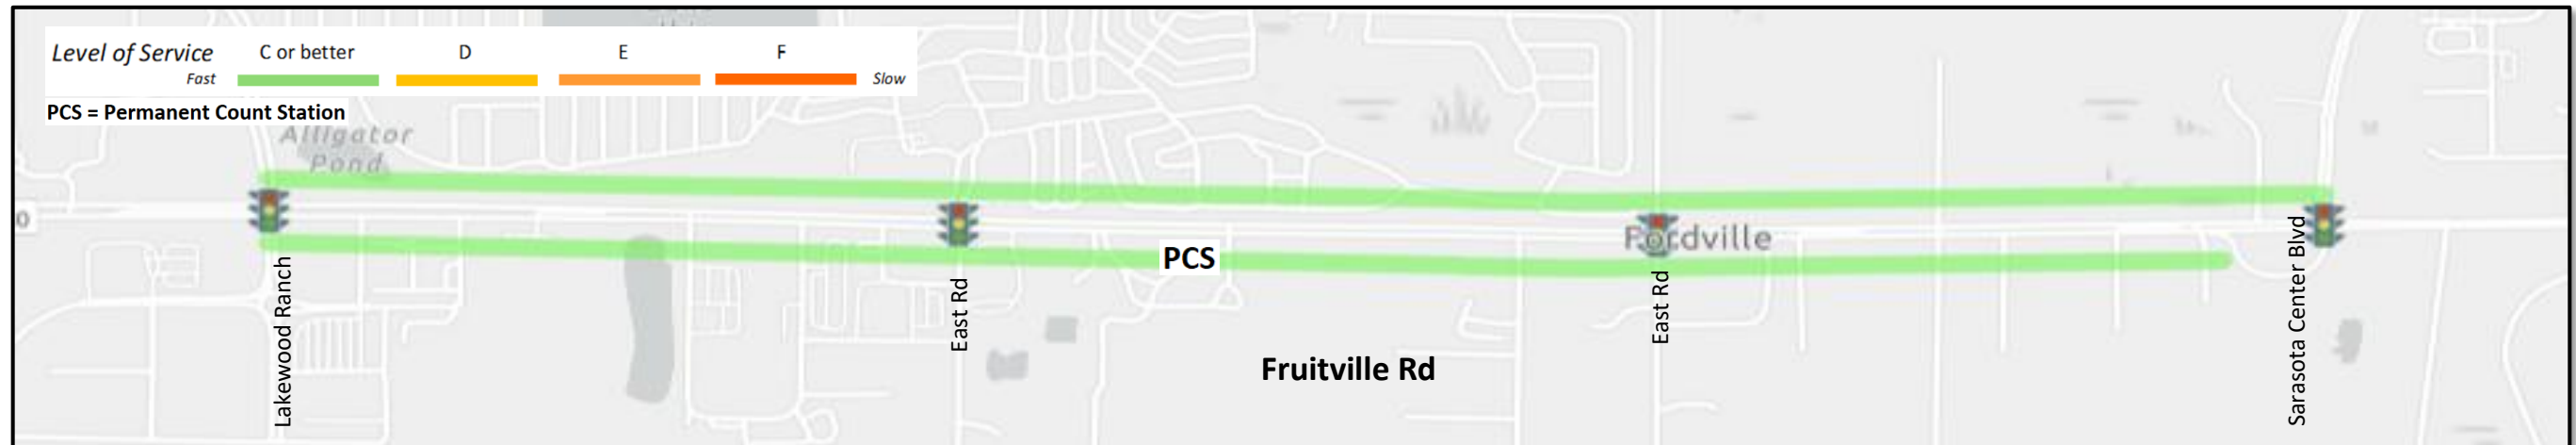 Level of Service
C or better
D
E
F
Fast
Slow
PCS = Permanent Count Station
Alligator
Pond
0
Fordville
PCS
Lakewood Ranch
East Rd
East Rd
Sarasota Center Blvd
Fruitville Rd